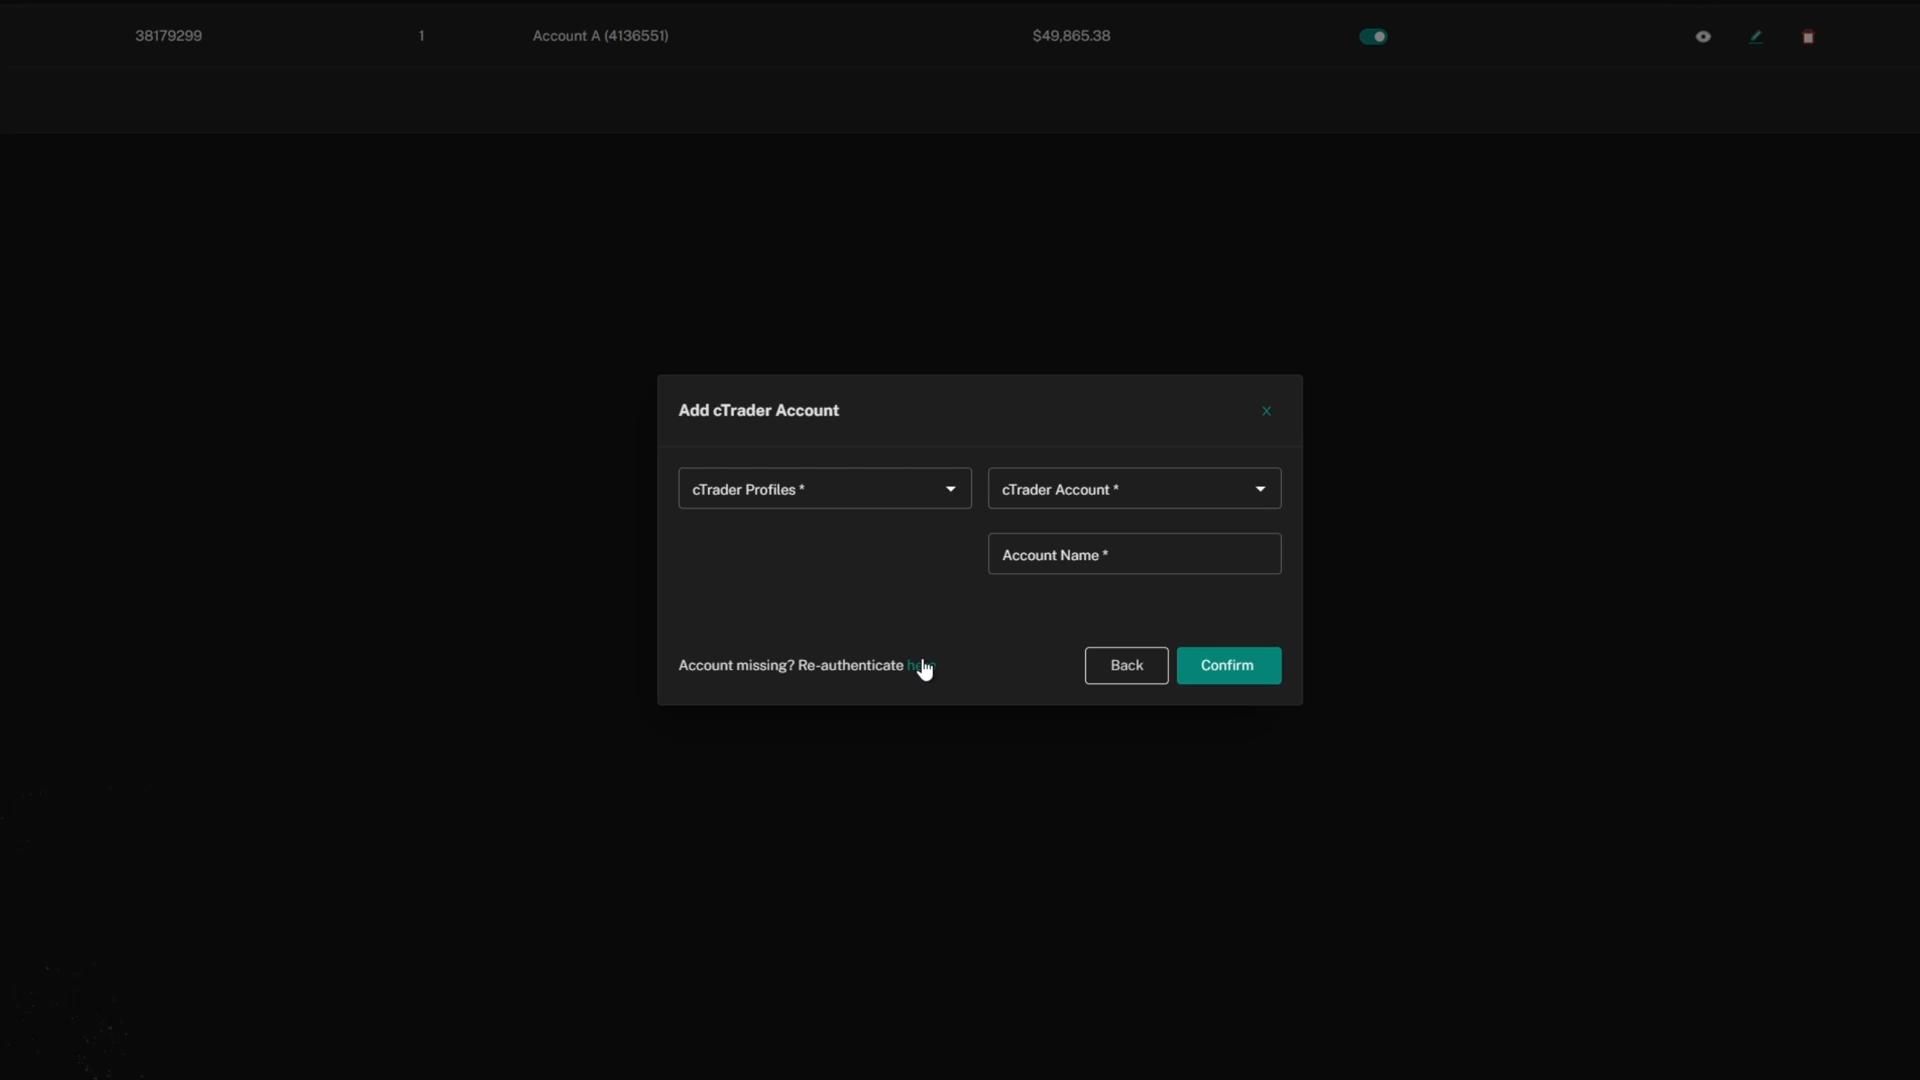 38179299 1 Account A (4136551) $49,865.38
Add cTrader Account
cTrader Profiles * cTrader Account *
Account Name *
Account missing? Re-authenticate
Back Confirm